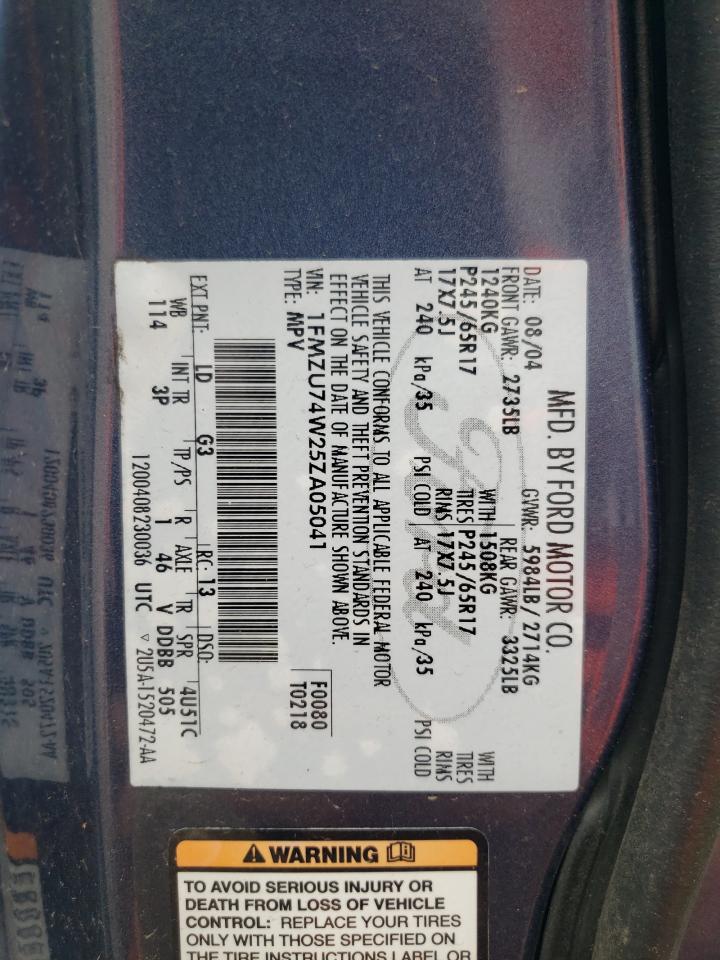 MFD. BY FORD MOTOR CO.
DATE: 08/04 GVWR: 5984LB/2714KG
FRONT GAWR: 2735LB REAR GAWR: 3325LB
1240KG WITH 1508KG WITH
P245/65R17 TIRES P245/65R17 TIRES
17X7.5J RIMS 17X7.5J RIMS
AT 240 kPa/35 PSI COLD AT 240 kPa/35 PSI COLD
THIS VEHICLE CONFORMS TO ALL APPLICABLE FEDERAL MOTOR
VEHICLE SAFETY AND THEFT PREVENTION STANDARDS IN
EFFECT ON THE DATE OF MANUFACTURE SHOWN ABOVE.
VIN: 1FMZU74W25ZA05041 F0080
TYPE: MPV T0218
EXT PNT: LD G3 RC: 13 DSO:
WB INT TR TP/PS R AXLE TR SPR 4U51C
114 3P 1 46 V DDBB 505
1200408230036 UTC ▽ 2U5A-1520472-AA
WARNING
TO AVOID SERIOUS INJURY OR
DEATH FROM LOSS OF VEHICLE
CONTROL: REPLACE YOUR TIRES
ONLY WITH THOSE SPECIFIED ON
THE TIRE INSTRUCTIONS LABEL OR